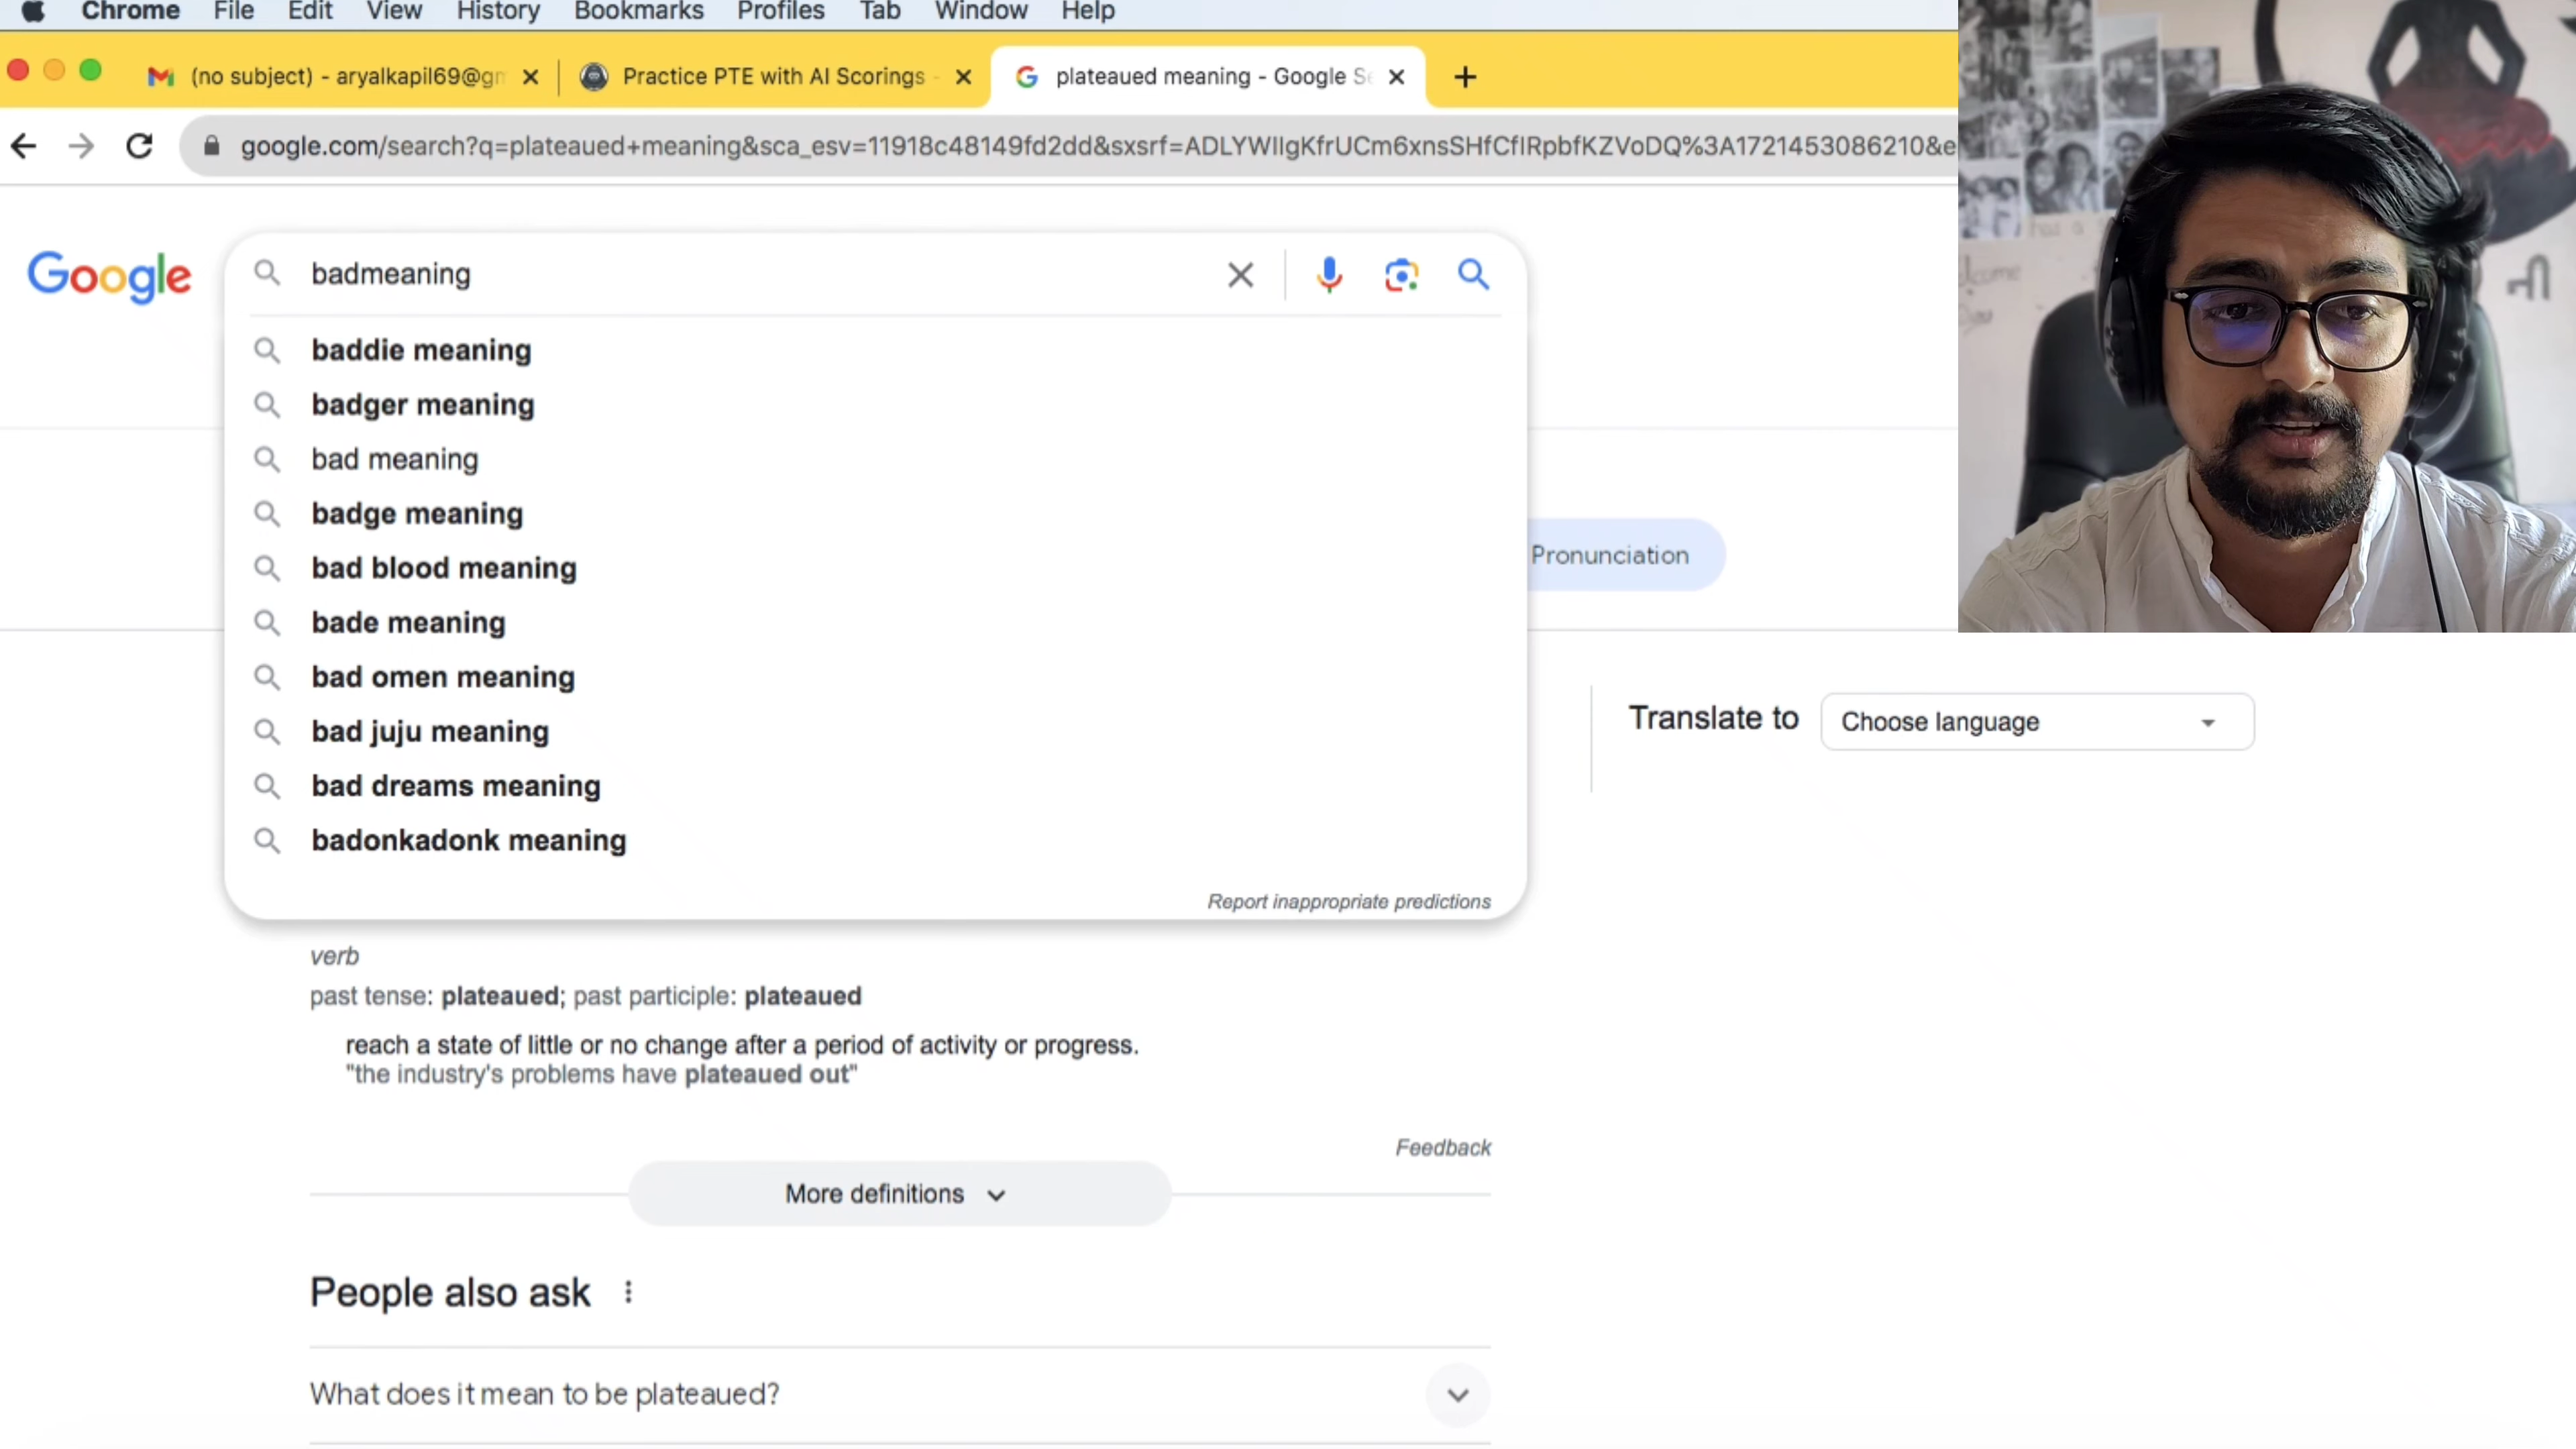 Chrome File Edit View History Bookmarks Profiles Tab Window Help
(no subject) - aryalkapil69@gm
Practice PTE with AI Scorings -
plateaued meaning - Google Se
google.com/search?q=plateaued+meaning&sca_esv=11918c48149fd2dd&sxsrf=ADLYWIIgKfrUCm6xnsSHfCfIRpbfKZVoDQ%3A1721453086210&e
Google
badmeaning
baddie meaning
badger meaning
bad meaning
badge meaning
bad blood meaning
bade meaning
bad omen meaning
bad juju meaning
bad dreams meaning
badonkadonk meaning
Report inappropriate predictions
Pronunciation
Translate to
Choose language
verb
past tense: plateaued; past participle: plateaued
reach a state of little or no change after a period of activity or progress.
"the industry's problems have plateaued out"
Feedback
More definitions
People also ask
What does it mean to be plateaued?